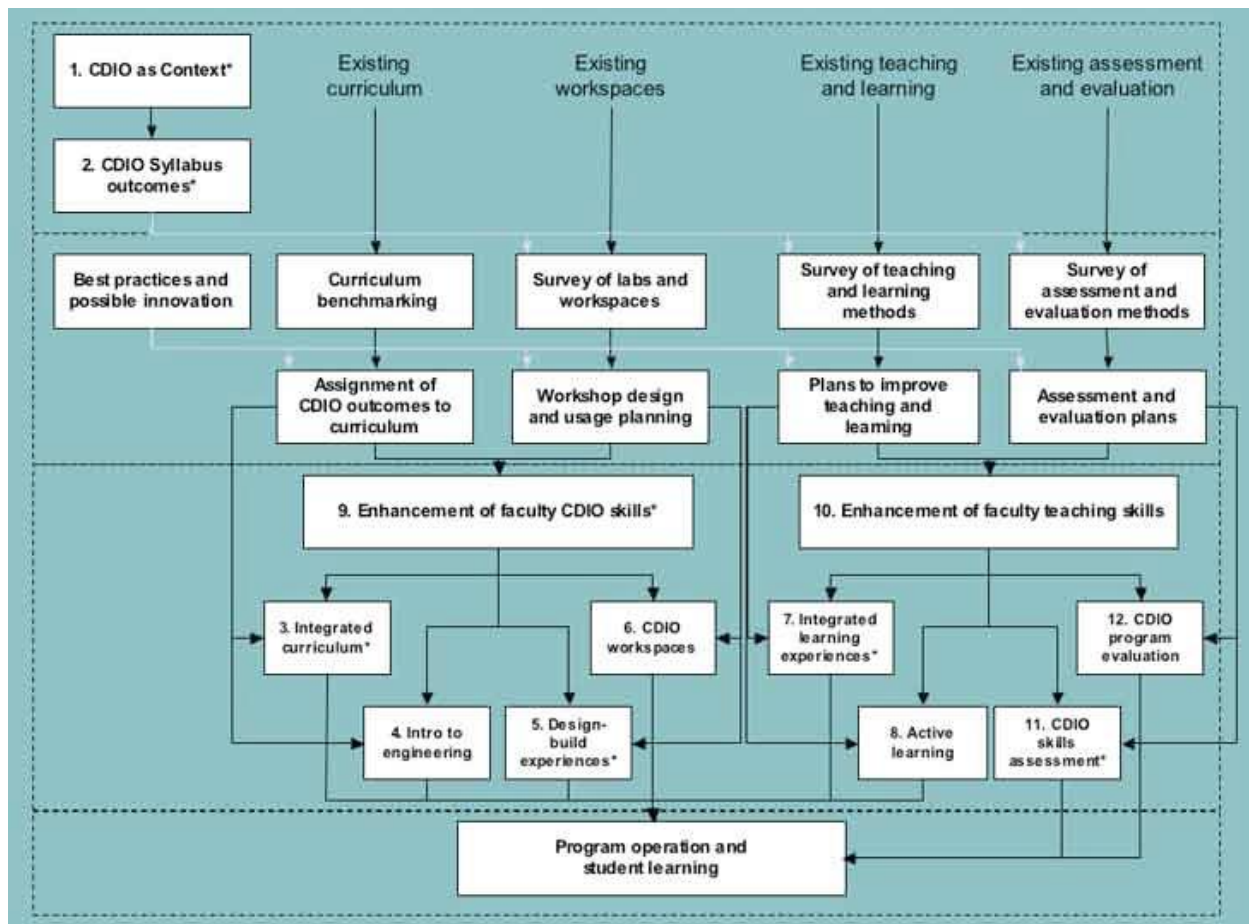 1. CDIO as Context*
Existing
curriculum
Existing
workspaces
Existing teaching
and learning
Existing assessment
and evaluation
2. CDIO Syllabus
outcomes*
Best practices and
possible innovation
Curriculum
benchmarking
Survey of labs and
workspaces
Survey of teaching
and learning
methods
Survey of
assessment and
evaluation methods
Assignment of
CDIO outcomes to
curriculum
Workshop design
and usage planning
Plans to improve
teaching and
learning
Assessment and
evaluation plans
9. Enhancement of faculty CDIO skills*
10. Enhancement of faculty teaching skills
3. Integrated
curriculum*
6. CDIO
workspaces
7. Integrated
learning
experiences*
12. CDIO
program
evaluation
4. Intro to
engineering
5. Design-
build
experiences*
8. Active
learning
11. CDIO
skills
assessment*
Program operation and
student learning